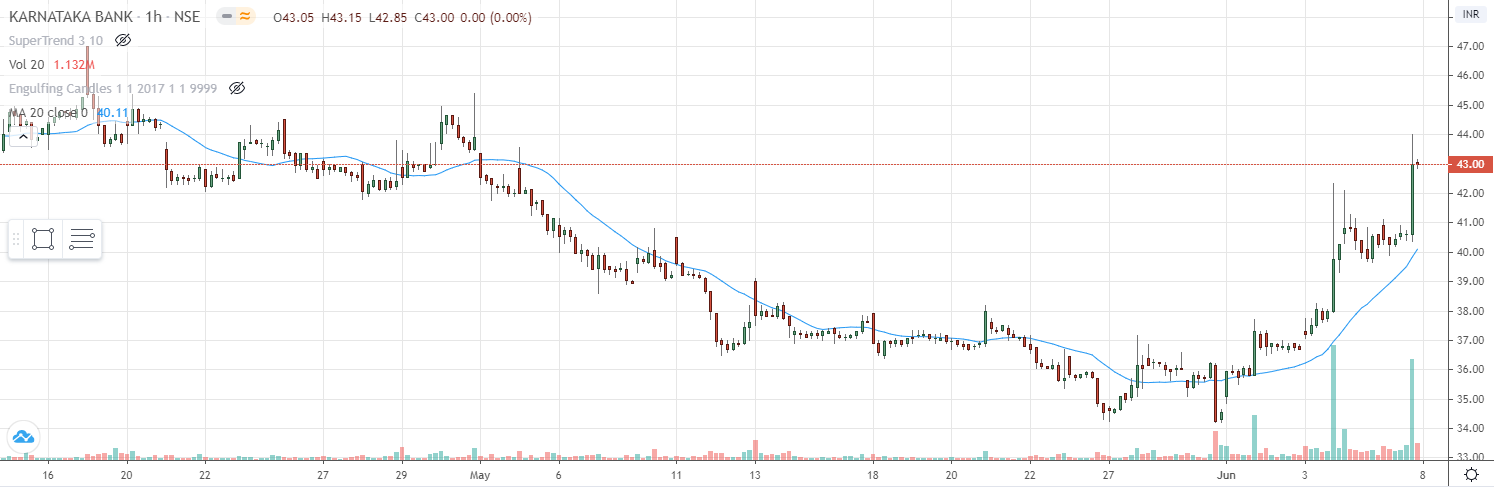 KARNATAKA BANK · 1h · NSE O43.05 H43.15 L42.85 C43.00 0.00 (0.00%)
SuperTrend 3 10
Vol 20 1.132M
Engulfing Candles 1 1 2017 1 1 9999
MA 20 close 0 40.11
INR
47.00
46.00
45.00
44.00
43.00
42.00
41.00
40.00
39.00
38.00
37.00
36.00
35.00
34.00
33.00
16 20 22 27 29 May 6 11 13 18 20 22 27 Jun 3 8